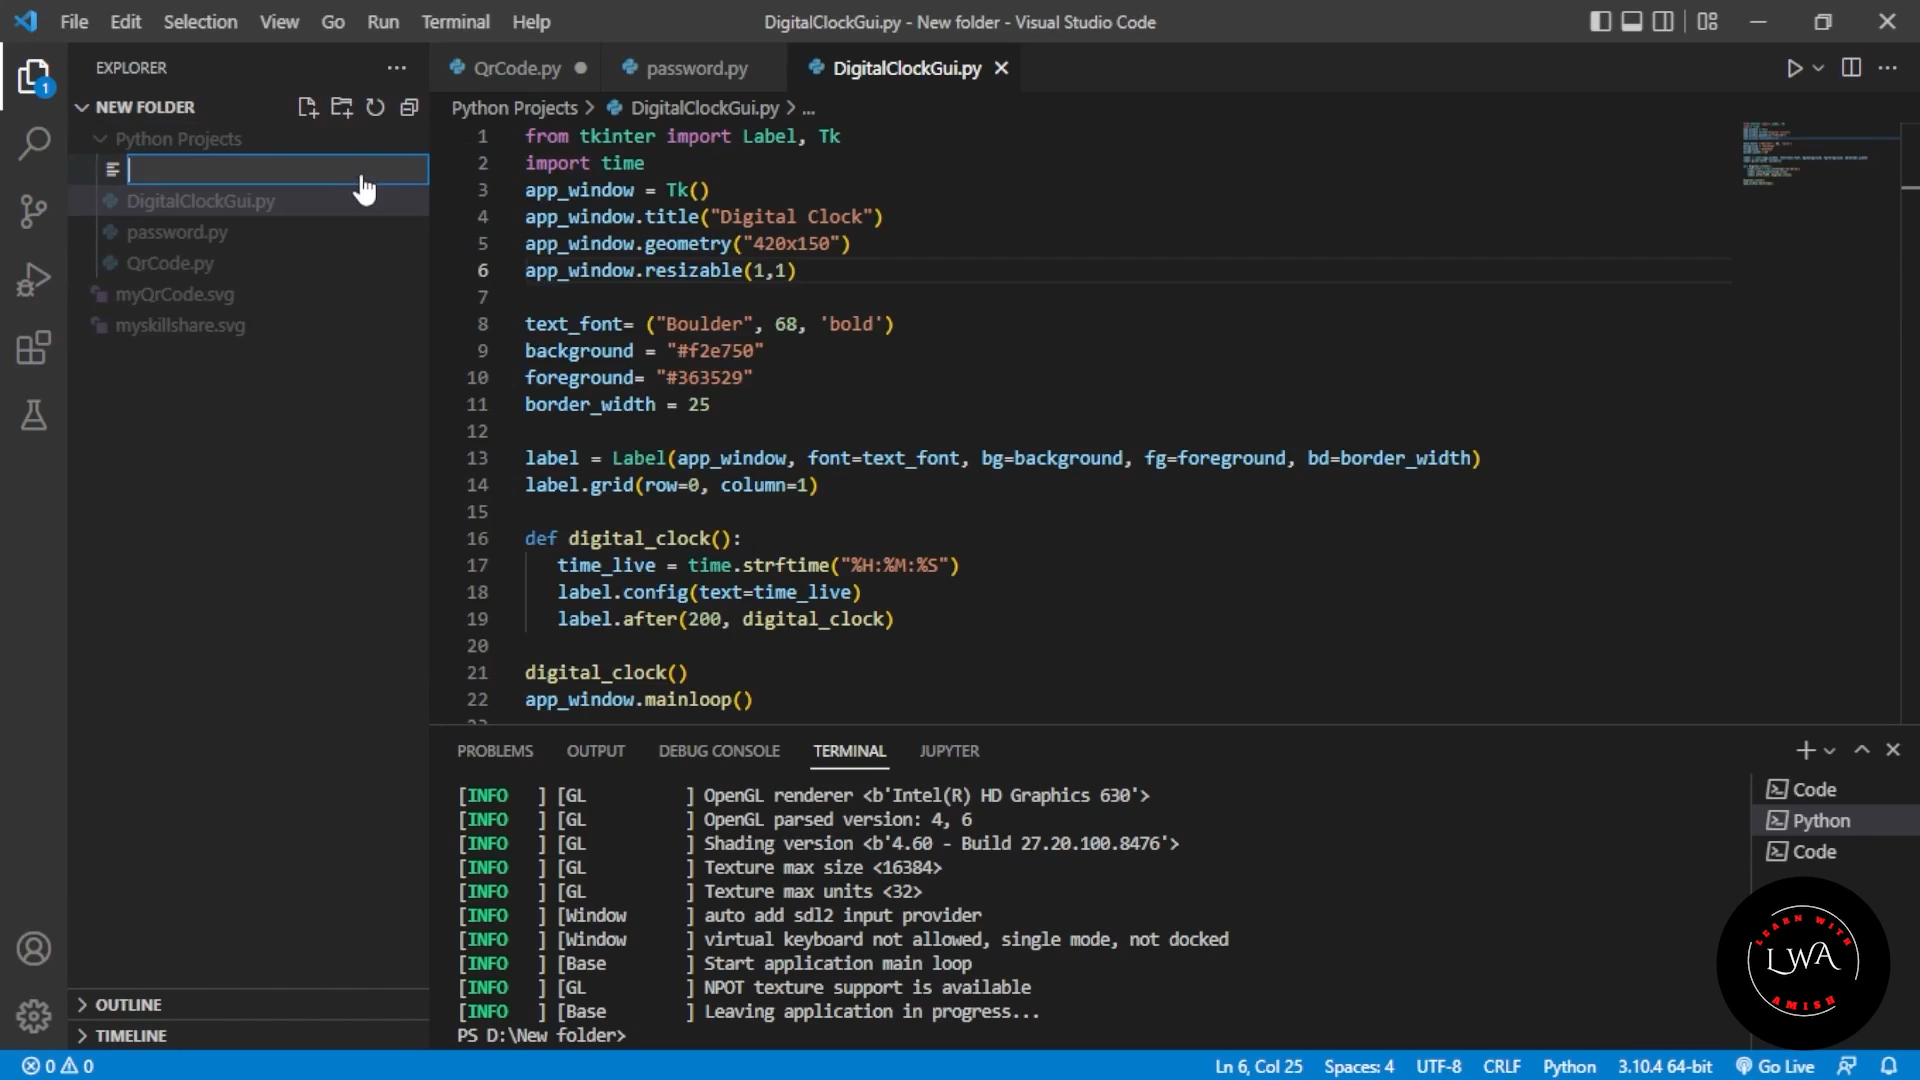 File Edit Selection View Go Run Terminal Help
DigitalClockGui.py - New folder - Visual Studio Code
EXPLORER
1
NEW FOLDER
Python Projects
DigitalClockGui.py
password.py
QrCode.py
myQrCode.svg
myskillshare.svg
OUTLINE
TIMELINE
QrCode.py password.py DigitalClockGui.py
Python Projects > DigitalClockGui.py > ...
1 from tkinter import Label, Tk
2 import time
3 app_window = Tk()
4 app_window.title("Digital Clock")
5 app_window.geometry("420x150")
6 app_window.resizable(1,1)
7
8 text_font= ("Boulder", 68, 'bold')
9 background = "#f2e750"
10 foreground= "#363529"
11 border_width = 25
12
13 label = Label(app_window, font=text_font, bg=background, fg=foreground, bd=border_width)
14 label.grid(row=0, column=1)
15
16 def digital_clock():
17 time_live = time.strftime("%H:%M:%S")
18 label.config(text=time_live)
19 label.after(200, digital_clock)
20
21 digital_clock()
22 app_window.mainloop()
23
PROBLEMS OUTPUT DEBUG CONSOLE TERMINAL JUPYTER
[INFO ] [GL ] OpenGL renderer <b'Intel(R) HD Graphics 630'>
[INFO ] [GL ] OpenGL parsed version: 4, 6
[INFO ] [GL ] Shading version <b'4.60 - Build 27.20.100.8476'>
[INFO ] [GL ] Texture max size <16384>
[INFO ] [GL ] Texture max units <32>
[INFO ] [Window ] auto add sdl2 input provider
[INFO ] [Window ] virtual keyboard not allowed, single mode, not docked
[INFO ] [Base ] Start application main loop
[INFO ] [GL ] NPOT texture support is available
[INFO ] [Base ] Leaving application in progress...
PS D:\New folder>
Code
Python
Code
LEARN WITH
LWA
AMISH
0 0
Ln 6, Col 25 Spaces: 4 UTF-8 CRLF Python 3.10.4 64-bit Go Live